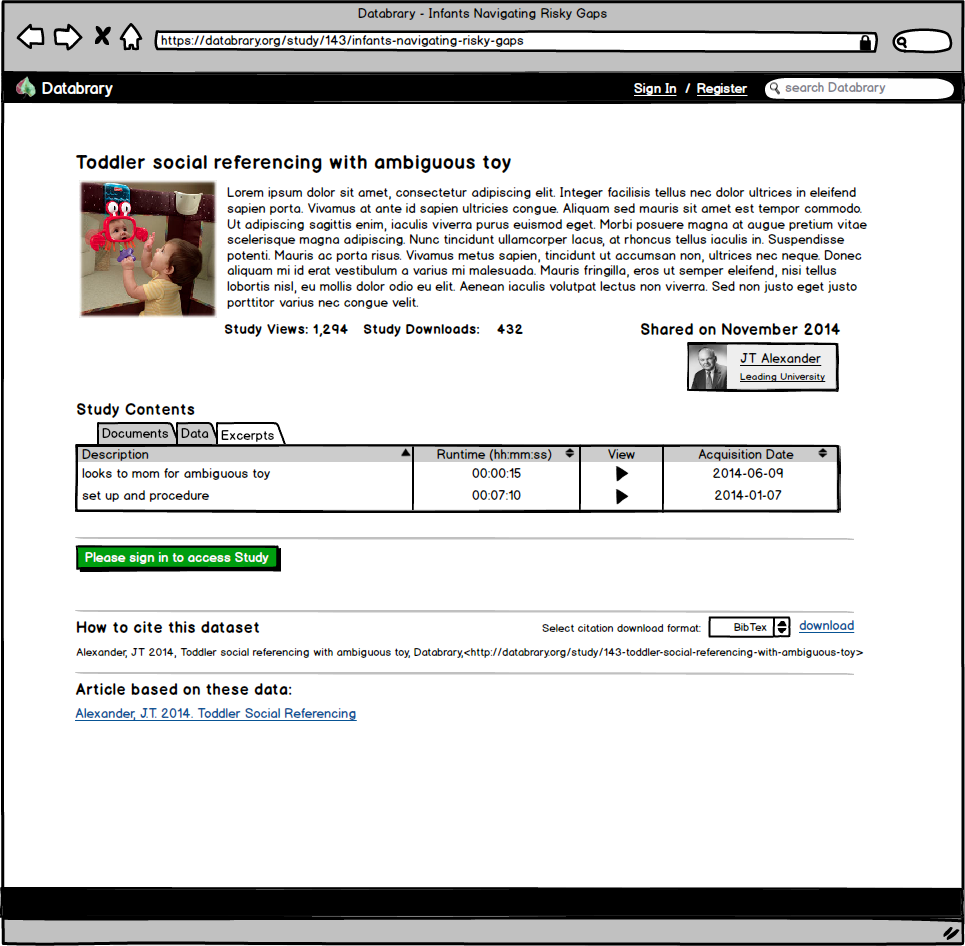 Databrary - Infants Navigating Risky Gaps
https://databrary.org/study/143/infants-navigating-risky-gaps
Databrary
Sign In / Register
search Databrary
Toddler social referencing with ambiguous toy
Lorem ipsum dolor sit amet, consectetur adipiscing elit. Integer facilisis tellus nec dolor ultrices in eleifend
sapien porta. Vivamus at ante id sapien ultricies congue. Aliquam sed mauris sit amet est tempor commodo.
Ut adipiscing sagittis enim, iaculis viverra purus euismod eget. Morbi posuere magna at augue pretium vitae
scelerisque magna adipiscing. Nunc tincidunt ullamcorper lacus, at rhoncus tellus iaculis in. Suspendisse
potenti. Mauris ac porta risus. Vivamus metus sapien, tincidunt ut accumsan non, ultrices nec neque. Donec
aliquam mi id erat vestibulum a varius mi malesuada. Mauris fringilla, eros ut semper eleifend, nisi tellus
lobortis nisl, eu mollis dolor odio eu elit. Aenean iaculis volutpat lectus non viverra. Sed non justo eget justo
porttitor varius nec congue velit.
Study Views: 1,294 Study Downloads: 432
Shared on November 2014
JT Alexander
Leading University
Study Contents
Documents Data Excerpts
Description Runtime (hh:mm:ss) View Acquisition Date
looks to mom for ambiguous toy 00:00:15 2014-06-09
set up and procedure 00:07:10 2014-01-07
Please sign in to access Study
How to cite this dataset
Select citation download format: BibTex download
Alexander, JT 2014, Toddler social referencing with ambiguous toy, Databrary,<http://databrary.org/study/143-toddler-social-referencing-with-ambiguous-toy>
Article based on these data:
Alexander, J.T. 2014. Toddler Social Referencing